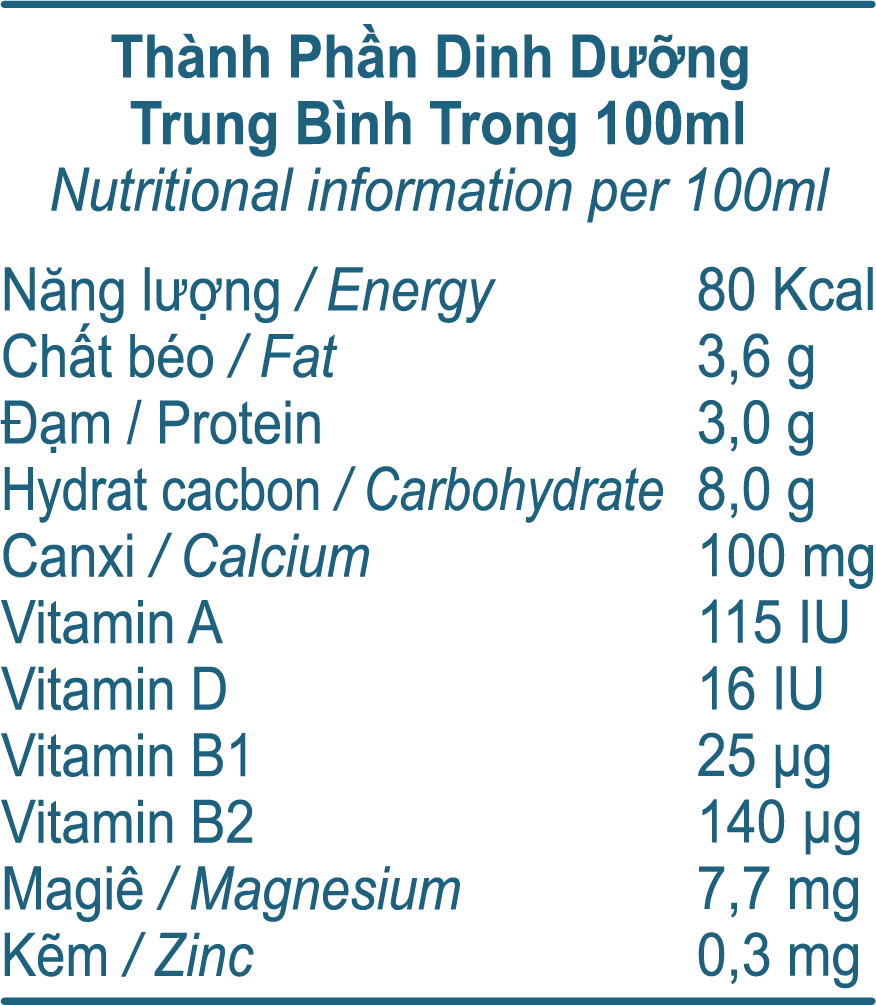 Thành Phần Dinh Dưỡng
Trung Bình Trong 100ml
Nutritional information per 100ml
Năng lượng / Energy 80 Kcal
Chất béo / Fat 3,6 g
Đạm / Protein 3,0 g
Hydrat cacbon / Carbohydrate 8,0 g
Canxi / Calcium 100 mg
Vitamin A 115 IU
Vitamin D 16 IU
Vitamin B1 25 µg
Vitamin B2 140 µg
Magiê / Magnesium 7,7 mg
Kẽm / Zinc 0,3 mg